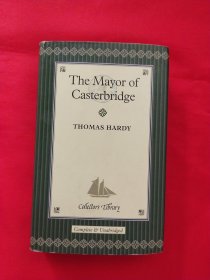 The Mayor of
Casterbridge
THOMAS HARDY
Collector's Library
Complete & Unabridged